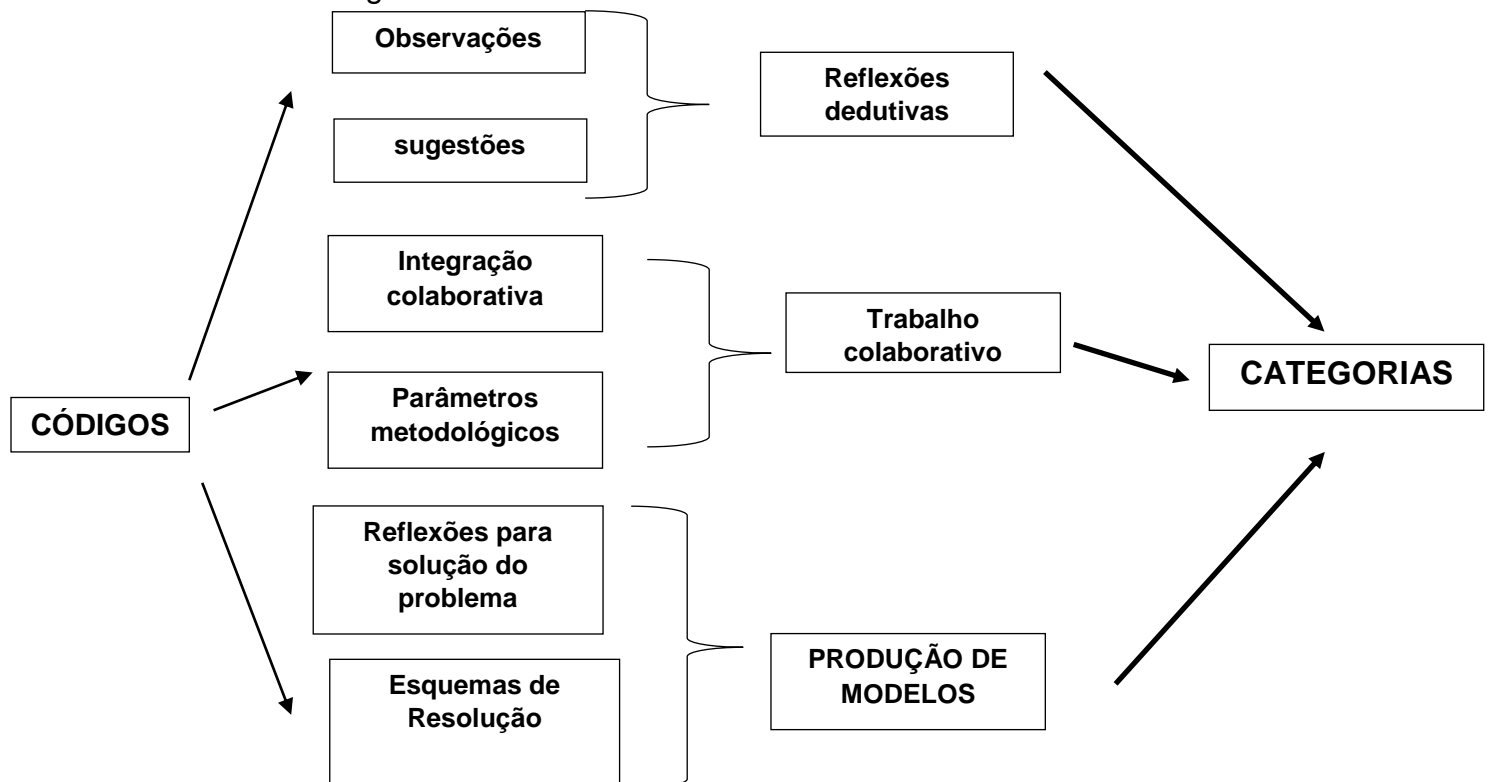 g
Observações
sugestões
Reflexões
dedutivas
Integração
colaborativa
Parâmetros
metodológicos
Trabalho
colaborativo
CATEGORIAS
CÓDIGOS
Reflexões para
solução do
problema
Esquemas de
Resolução
PRODUÇÃO DE
MODELOS